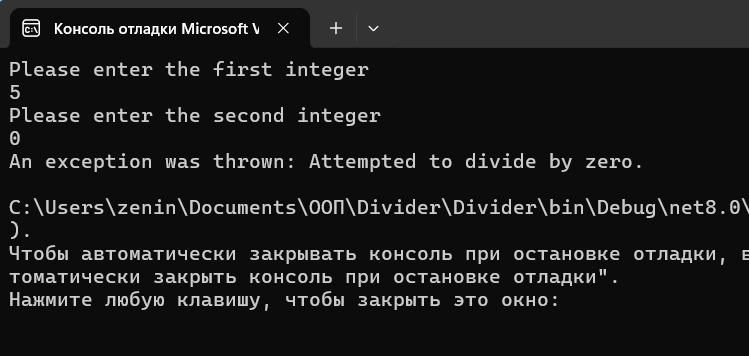 Консоль отладки Microsoft V
Please enter the first integer
5
Please enter the second integer
0
An exception was thrown: Attempted to divide by zero.
C:\Users\zenin\Documents\ООП\Divider\Divider\bin\Debug\net8.0\
).
Чтобы автоматически закрывать консоль при остановке отладки, в
томатически закрыть консоль при остановке отладки".
Нажмите любую клавишу, чтобы закрыть это окно: